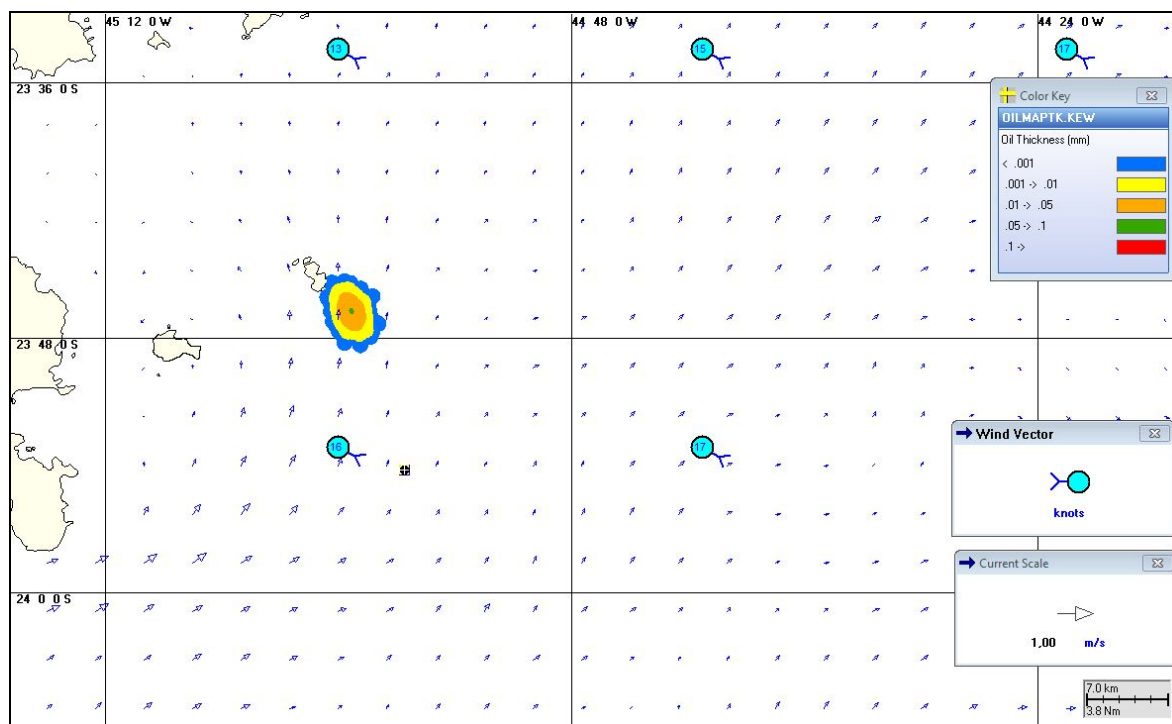 45 12 0 W
44 48 0 W
44 24 0 W
13
15
17
23 36 0 S
Color Key
OILMAPTK.KEW
Oil Thickness (mm)
< .001
.001 -> .01
.01 -> .05
.05 -> .1
.1 ->
23 48 0 S
16
17
Wind Vector
knots
Current Scale
1,00 m/s
24 0 0 S
7.0 km
3.8 Nm